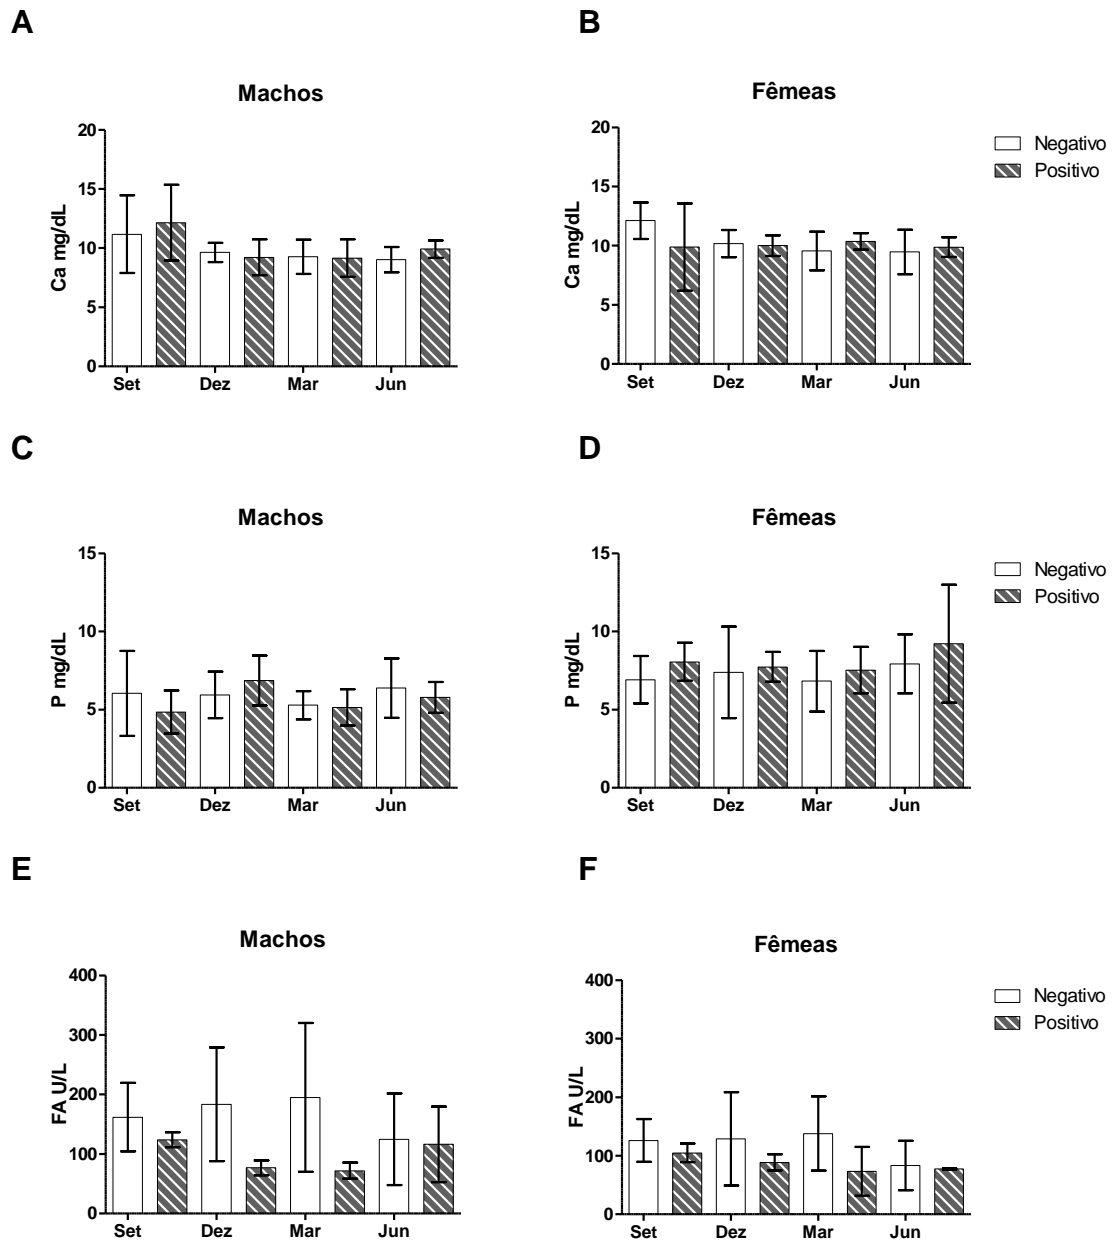 A
B
Machos
Fêmeas
20
15
10
5
0
Ca mg/dL
Set Dez Mar Jun
20
15
10
5
0
Ca mg/dL
Set Dez Mar Jun
Negativo
Positivo
C
D
Machos
Fêmeas
15
10
5
0
P mg/dL
Set Dez Mar Jun
15
10
5
0
P mg/dL
Set Dez Mar Jun
Negativo
Positivo
E
F
Machos
Fêmeas
400
300
200
100
0
FA U/L
Set Dez Mar Jun
400
300
200
100
0
FA U/L
Set Dez Mar Jun
Negativo
Positivo